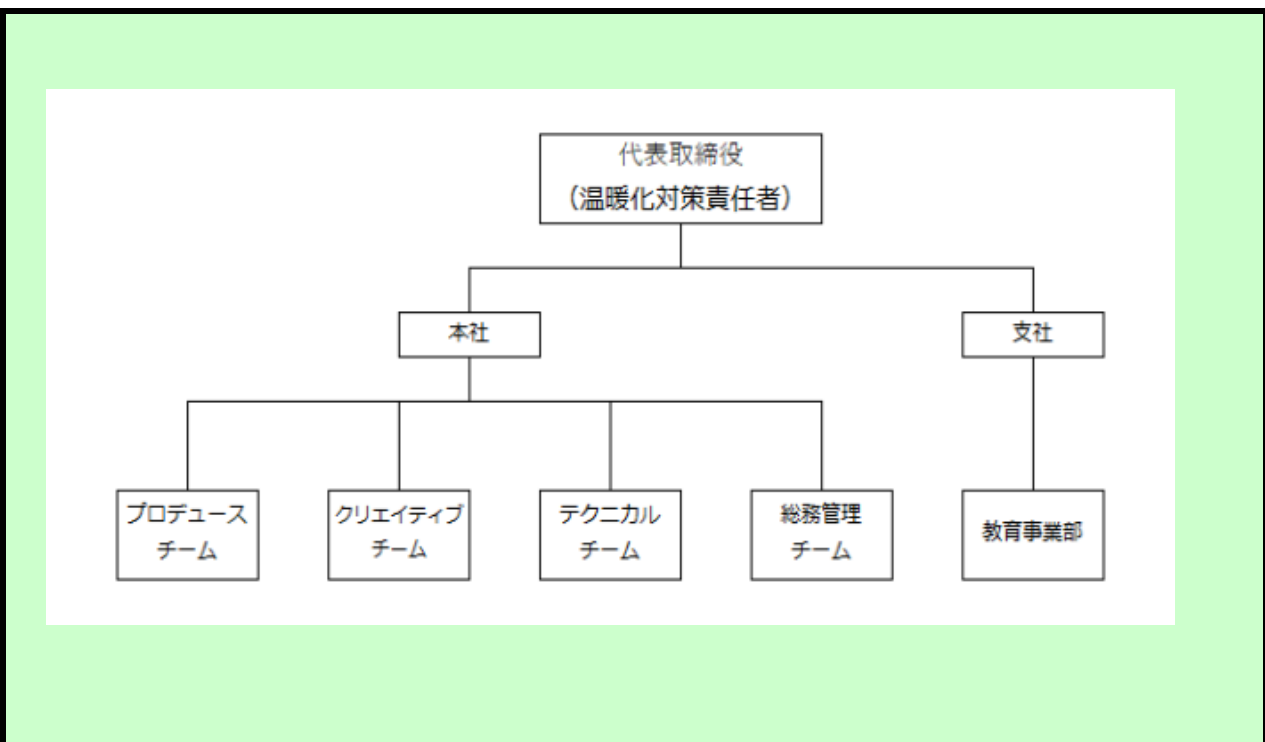 代表取締役
（温暖化対策責任者）
本社
支社
プロデュース
チーム
クリエイティブ
チーム
テクニカル
チーム
総務管理
チーム
教育事業部